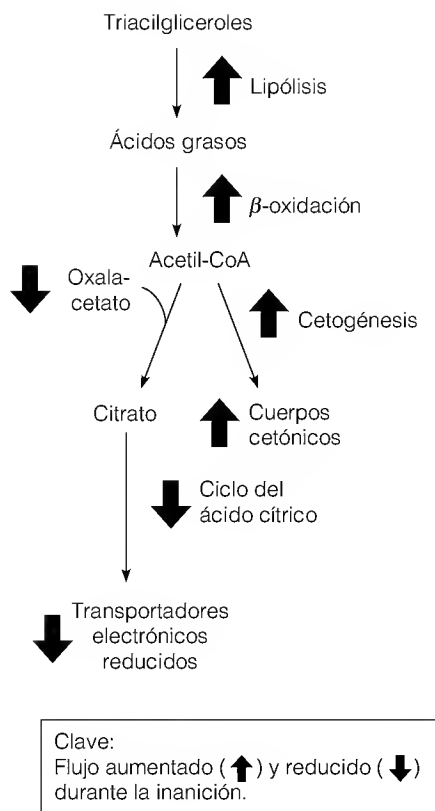 Triacilgliceroles
Lipólisis
Ácidos grasos
β-oxidación
Acetil-CoA
Oxala-
cetato
Cetogénesis
Citrato
Cuerpos
cetónicos
Ciclo del
ácido cítrico
Transportadores
electrónicos
reducidos
Clave:
Flujo aumentado (⬆) y reducido (⬇)
durante la inanición.